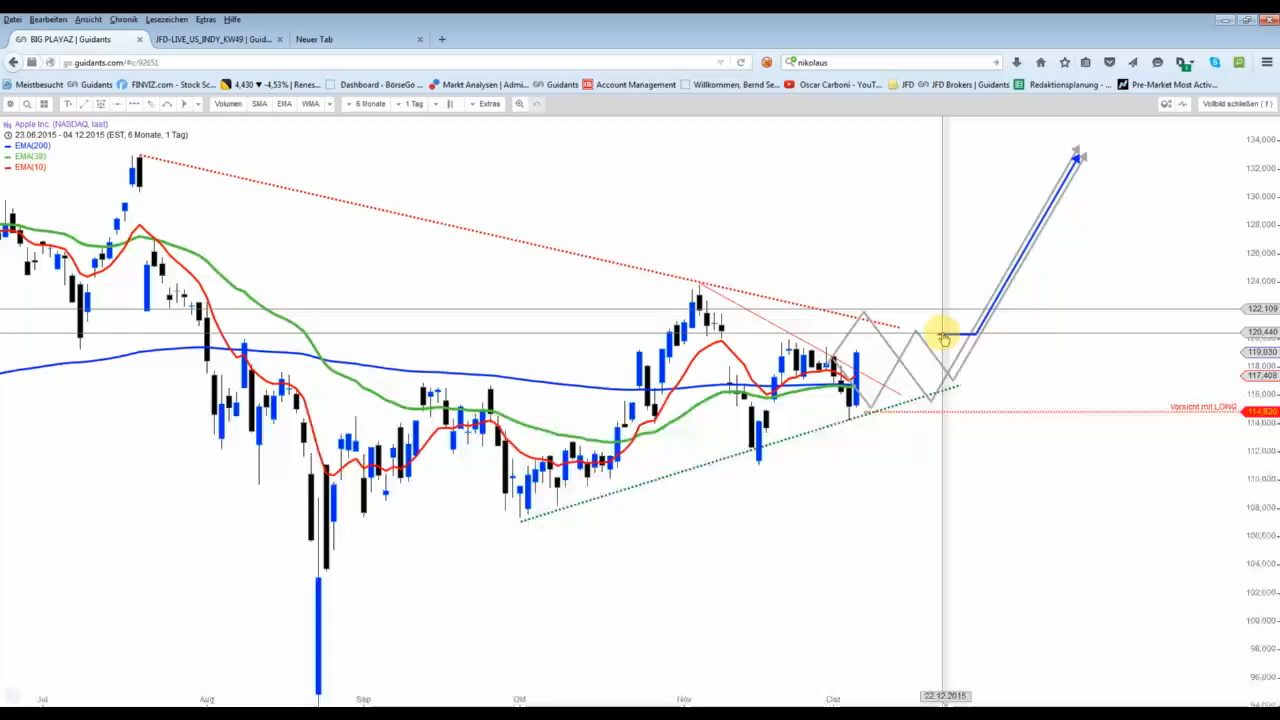 Datei Bearbeiten Ansicht Chronik Lesezeichen Extras Hilfe
BIG PLAYAZ | Guidants × JFD-LIVE_US_INDY_KW49 | Guid... × Neuer Tab × +
go.guidants.com/#c/92651 nikolaus
Meistbesucht Guidants FINVIZ.com - Stock Sc... 4,430 ▼ -4,53% | Renes... Dashboard - BörseGo ... Markt Analysen | Admi... Guidants Account Management Willkommen, Bernd Se... Oscar Carboni - YouT... JFD JFD Brokers | Guidants Redaktionsplanung - ... Pre-Market Most Activ...
Volumen SMA EMA WMA 6 Monate 1 Tag Extras Vollbild schließen ( f )
Apple Inc. (NASDAQ, last)
23.06.2015 - 04.12.2015 (EST, 6 Monate, 1 Tag)
EMA(200)
EMA(38)
EMA(10)
134,000
132,000
130,000
128,000
126,000
124,000
122,109
120,440
119,030
118,000
117,408
116,000
Vorsicht mit LONG
114,820
114,000
112,000
110,000
108,000
106,000
104,000
102,000
100,000
98,000
96,000
94,000
Jul Aug Sep Okt Nov Dez 22.12.2015